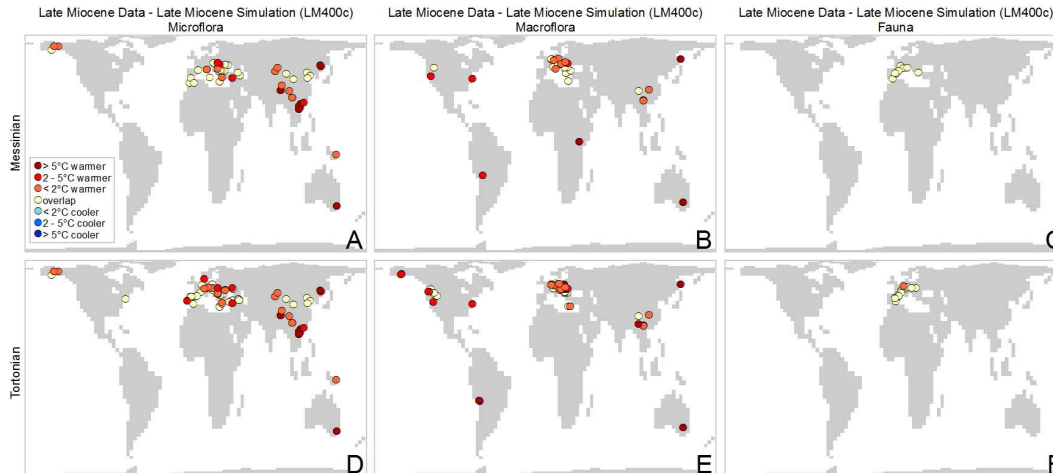 Late Miocene Data - Late Miocene Simulation (LM400c)
Microflora
Late Miocene Data - Late Miocene Simulation (LM400c)
Macroflora
Late Miocene Data - Late Miocene Simulation (LM400c)
Fauna
Messinian
> 5°C warmer
2 - 5°C warmer
< 2°C warmer
overlap
< 2°C cooler
2 - 5°C cooler
> 5°C cooler
A
B
C
Tortonian
D
E
F